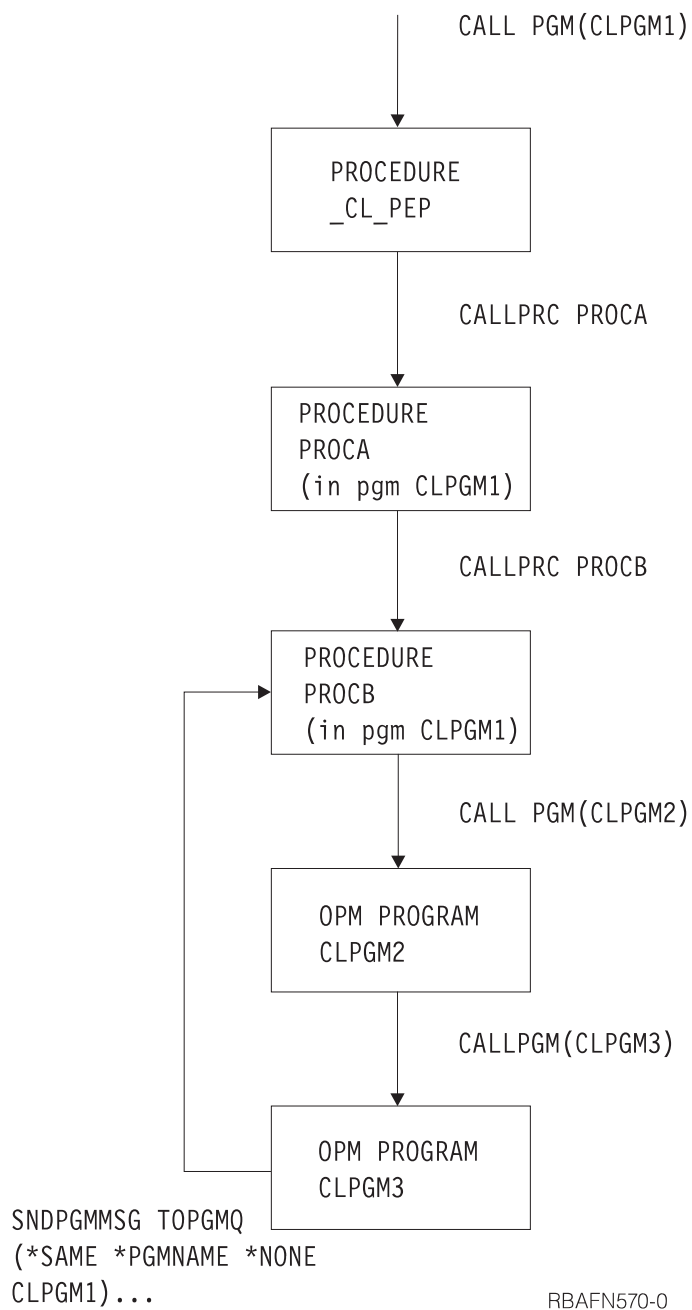 CALL PGM(CLPGM1)
PROCEDURE
_CL_PEP
CALLPRC PROCA
PROCEDURE
PROCA
(in pgm CLPGM1)
CALLPRC PROCB
PROCEDURE
PROCB
(in pgm CLPGM1)
CALL PGM(CLPGM2)
OPM PROGRAM
CLPGM2
CALLPGM(CLPGM3)
OPM PROGRAM
CLPGM3
SNDPGMMSG TOPGMQ
(*SAME *PGMNAME *NONE
CLPGM1)...
RBAFN570-0